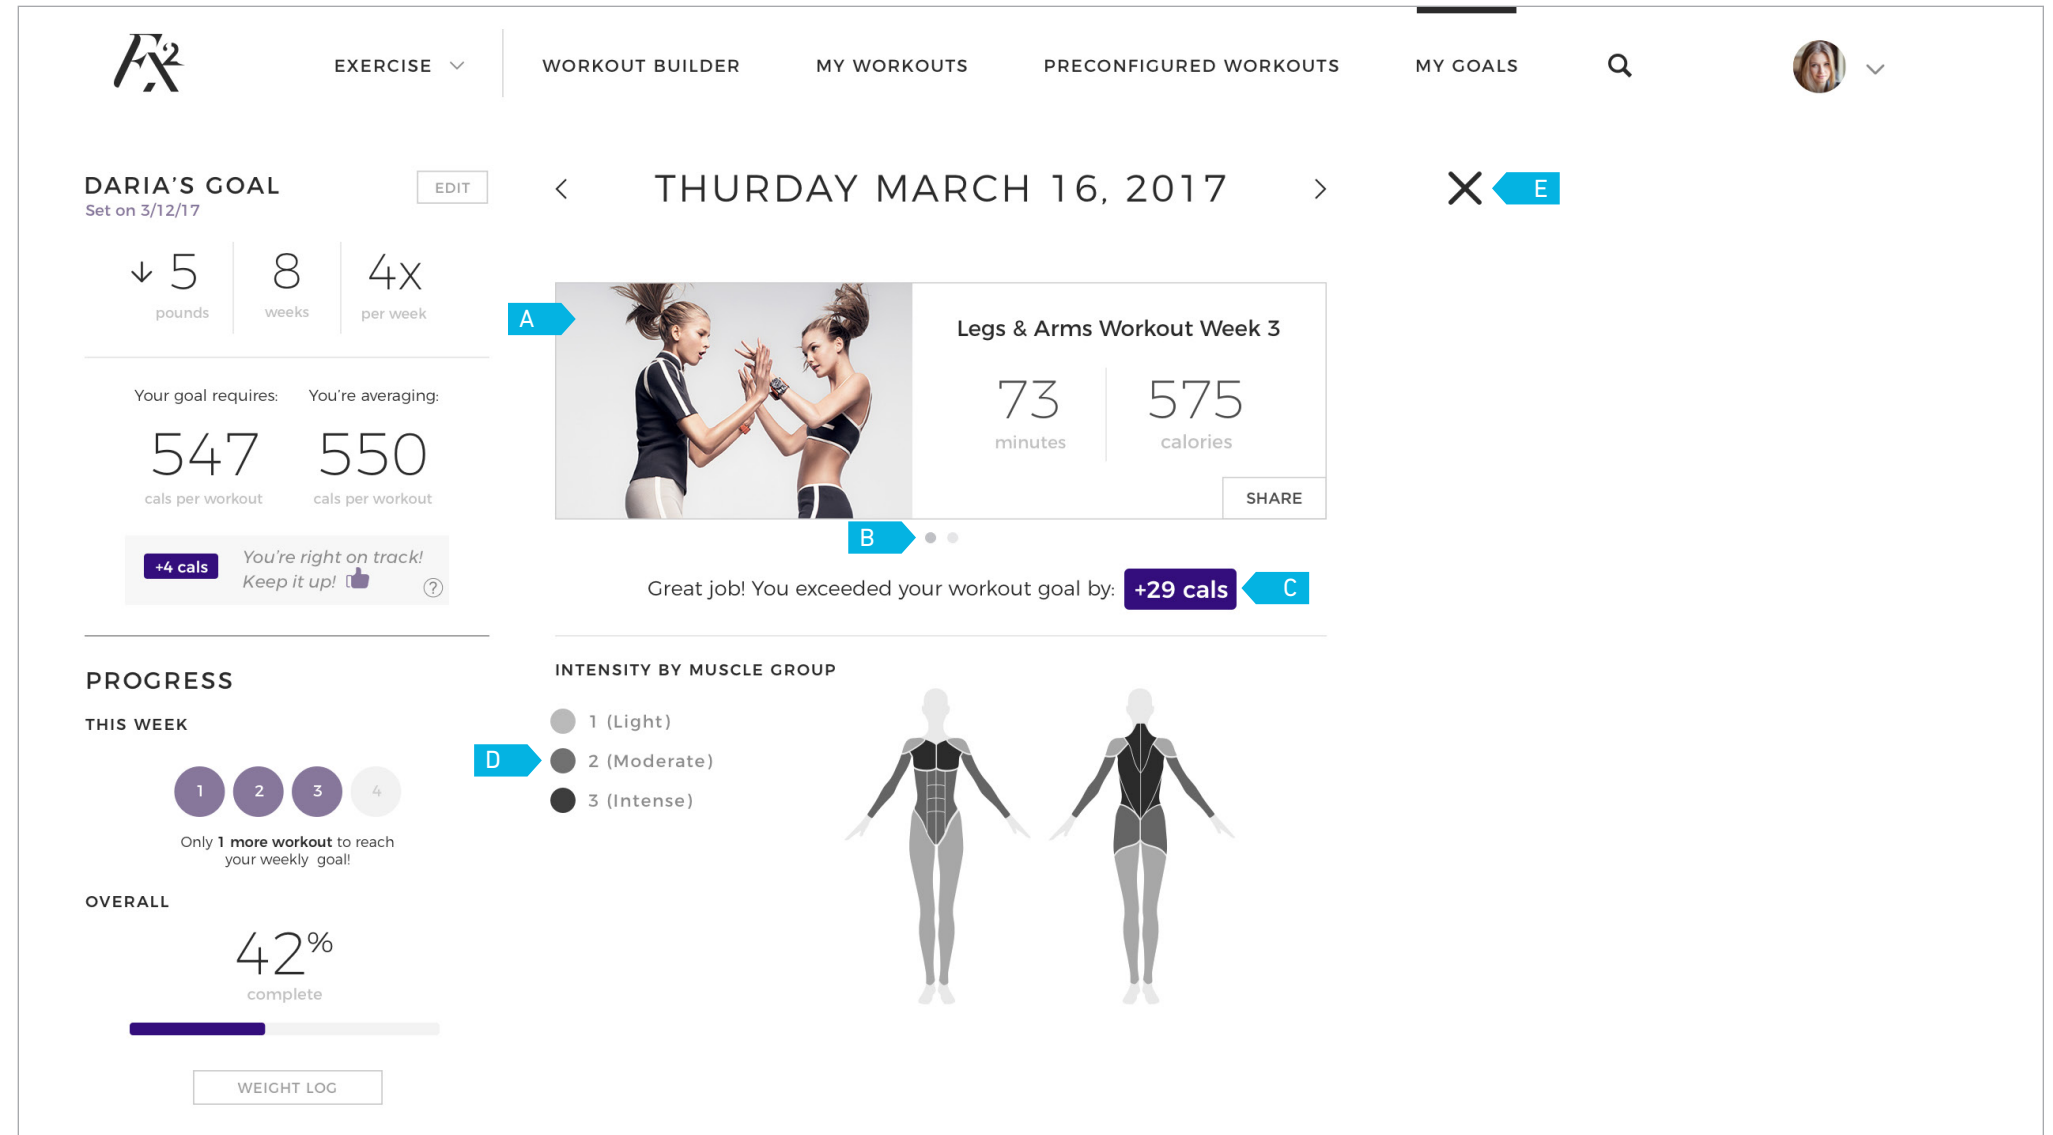 FX2
EXERCISE
WORKOUT BUILDER
MY WORKOUTS
PRECONFIGURED WORKOUTS
MY GOALS
DARIA'S GOAL
EDIT
Set on 3/12/17
5
pounds
8
weeks
4x
per week
Your goal requires:
547
cals per workout
You're averaging:
550
cals per workout
+4 cals
You're right on track!
Keep it up!
?
PROGRESS
THIS WEEK
1 2 3 4
Only 1 more workout to reach
your weekly goal!
OVERALL
42%
complete
WEIGHT LOG
THURDAY MARCH 16, 2017
E
A
Legs & Arms Workout Week 3
73
minutes
575
calories
SHARE
B
Great job! You exceeded your workout goal by: +29 cals
C
INTENSITY BY MUSCLE GROUP
1 (Light)
D
2 (Moderate)
3 (Intense)